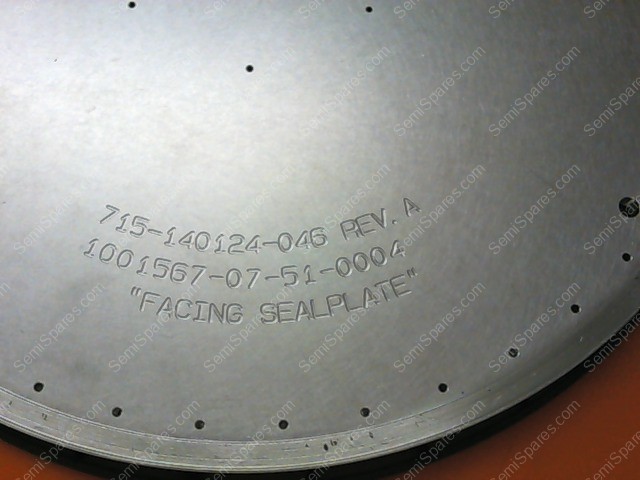 715-140124-046 REV. A
1001567-07-51-0004
"FACING SEALPLATE"
SemiSpares.com